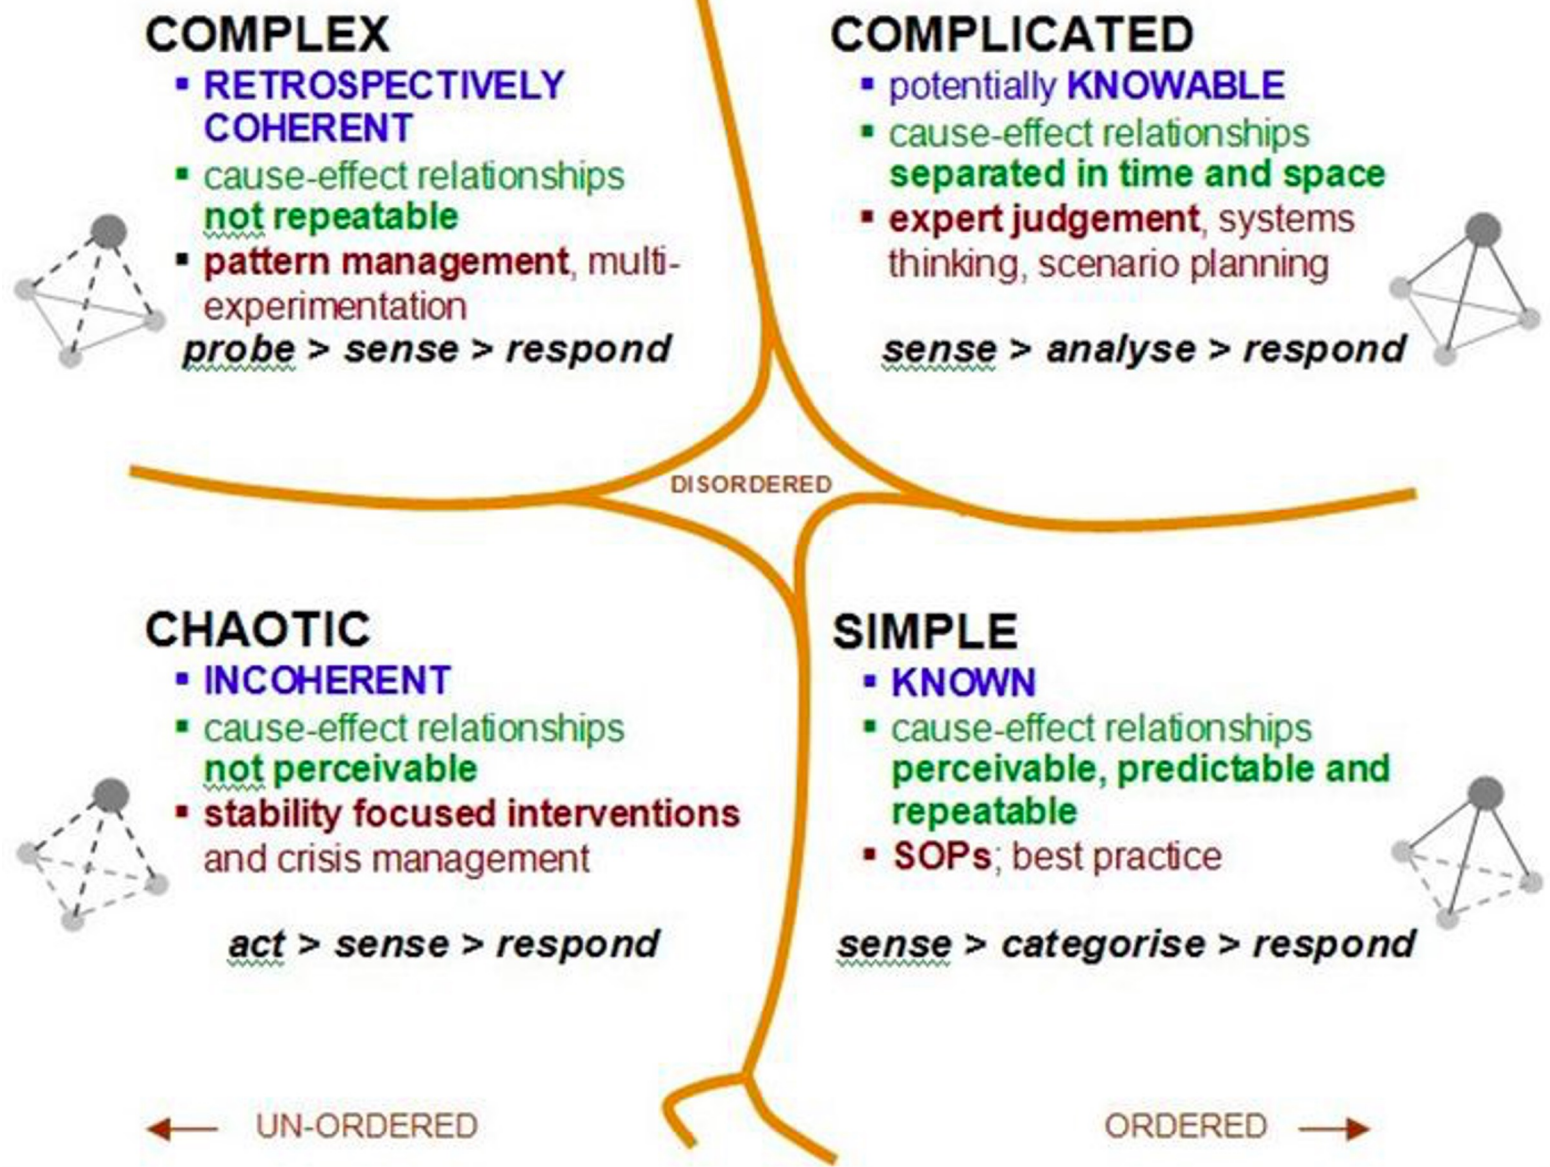 COMPLEX
▪ RETROSPECTIVELY
COHERENT
▪ cause-effect relationships
not repeatable
▪ pattern management, multi-
experimentation
probe > sense > respond
COMPLICATED
▪ potentially KNOWABLE
▪ cause-effect relationships
separated in time and space
▪ expert judgement, systems
thinking, scenario planning
sense > analyse > respond
DISORDERED
CHAOTIC
▪ INCOHERENT
▪ cause-effect relationships
not perceivable
▪ stability focused interventions
and crisis management
act > sense > respond
SIMPLE
▪ KNOWN
▪ cause-effect relationships
perceivable, predictable and
repeatable
▪ SOPs; best practice
sense > categorise > respond
UN-ORDERED
ORDERED